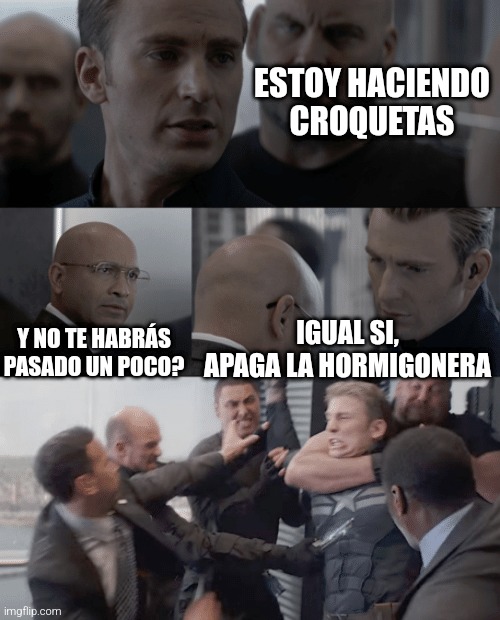 ESTOY HACIENDO
CROQUETAS
Y NO TE HABRÁS
PASADO UN POCO?
IGUAL SI,
APAGA LA HORMIGONERA
imgflip.com